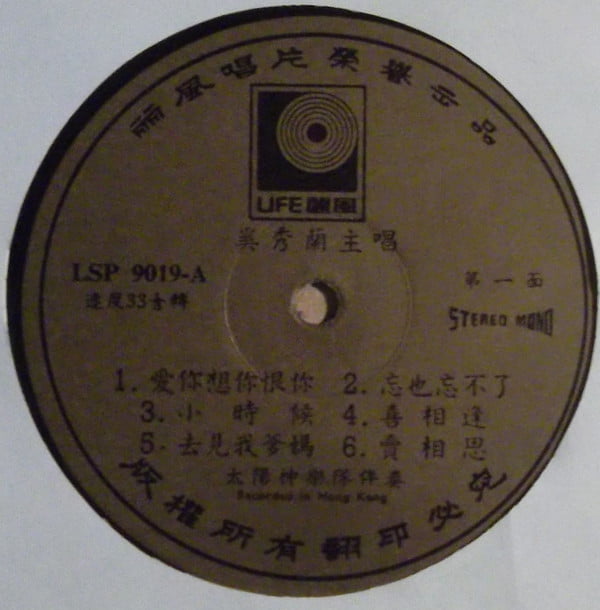 麗風唱片榮譽出品
LIFE 麗風
吳秀蘭主唱
LSP 9019-A
速度33⅓轉
第一面
STEREO MONO
1. 愛你想你恨你 2. 忘也忘不了
3. 小時候 4. 喜相逢
5. 去見我爹媽 6. 賣相思
太陽神樂隊伴奏
Recorded in Hong Kong
版權所有翻印必究